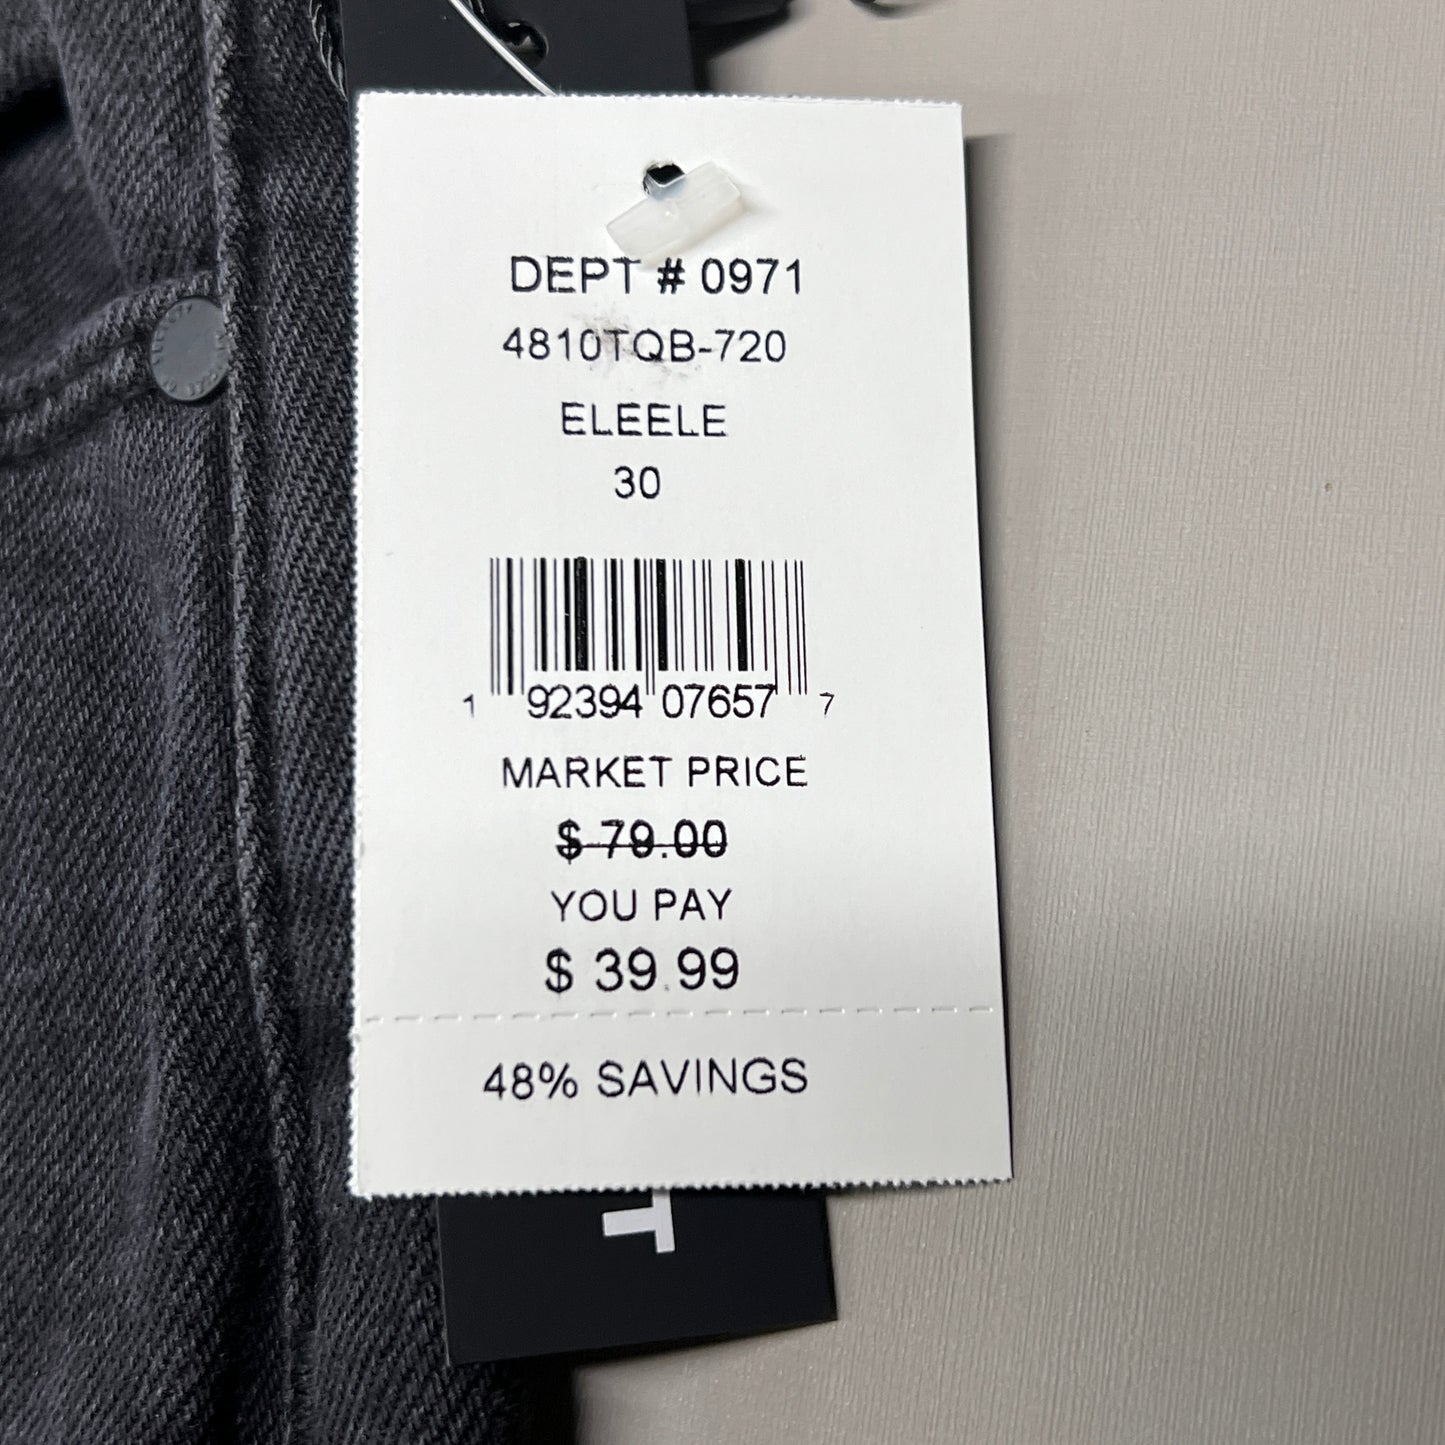 DEPT # 0971
4810TQB-720
ELEELE
30
1 92394 07657 7
MARKET PRICE
$ 79.00
YOU PAY
$ 39.99
48% SAVINGS
T